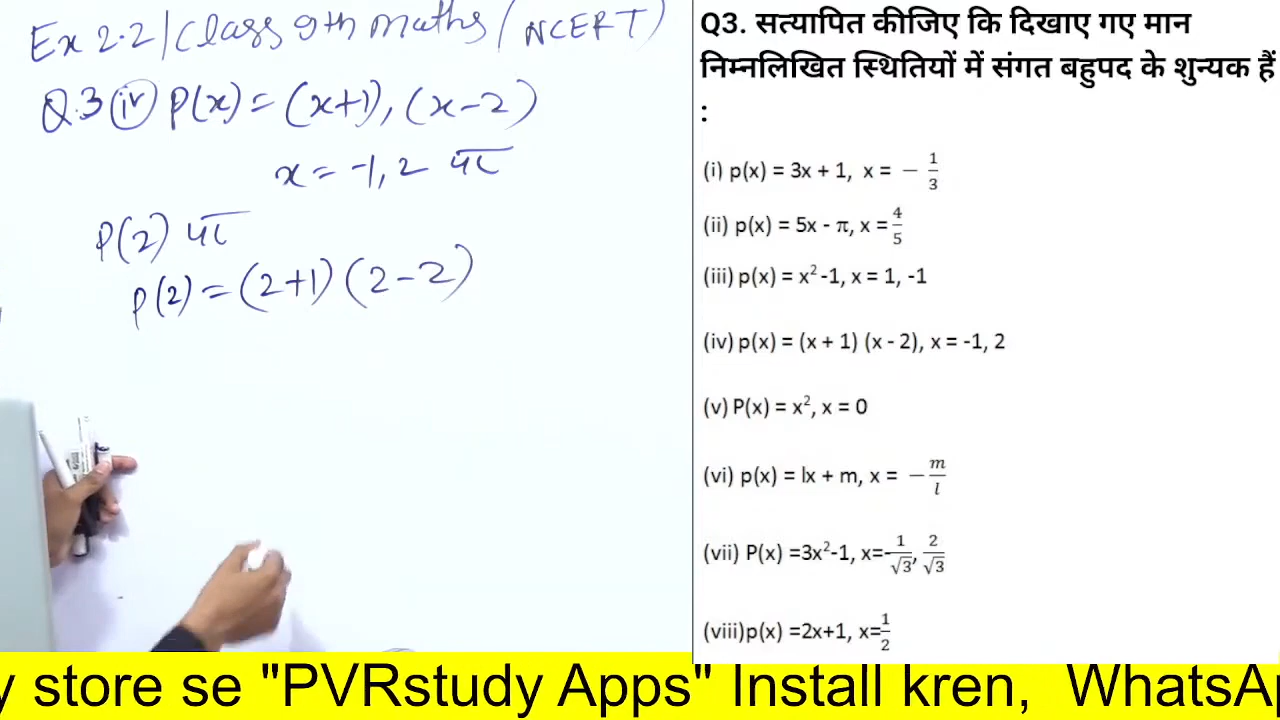 Ex 2.2/Class 9th maths/(NCERT)
Q.3 (iv) P(x) = (x+1), (x-2)
x = -1, 2 पर
P(2) पर
P(2) = (2+1) (2-2)
Q3. सत्यापित कीजिए कि दिखाए गए मान
निम्नलिखित स्थितियों में संगत बहुपद के शुन्यक हैं
:
(i) p(x) = 3x + 1, x = - 1/3
(ii) p(x) = 5x - π, x = 4/5
(iii) p(x) = x² -1, x = 1, -1
(iv) p(x) = (x + 1) (x - 2), x = -1, 2
(v) P(x) = x², x = 0
(vi) p(x) = lx + m, x = - m/l
(vii) P(x) =3x²-1, x=-1/√3, 2/√3
(viii)p(x) =2x+1, x=1/2
y store se "PVRstudy Apps" Install kren, WhatsAp